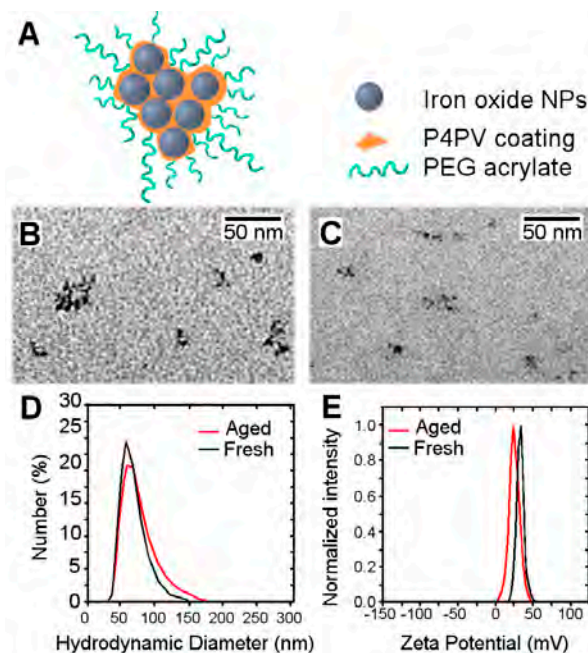 A
Iron oxide NPs
P4PV coating
PEG acrylate
B
50 nm
C
50 nm
D
30
25
20
15
10
5
0
Number (%)
Aged
Fresh
0 50 100 150 200 250 300
Hydrodynamic Diameter (nm)
E
1.0
0.8
0.6
0.4
0.2
0
Normalized intensity
Aged
Fresh
-150 -100 -50 0 50 100
Zeta Potential (mV)